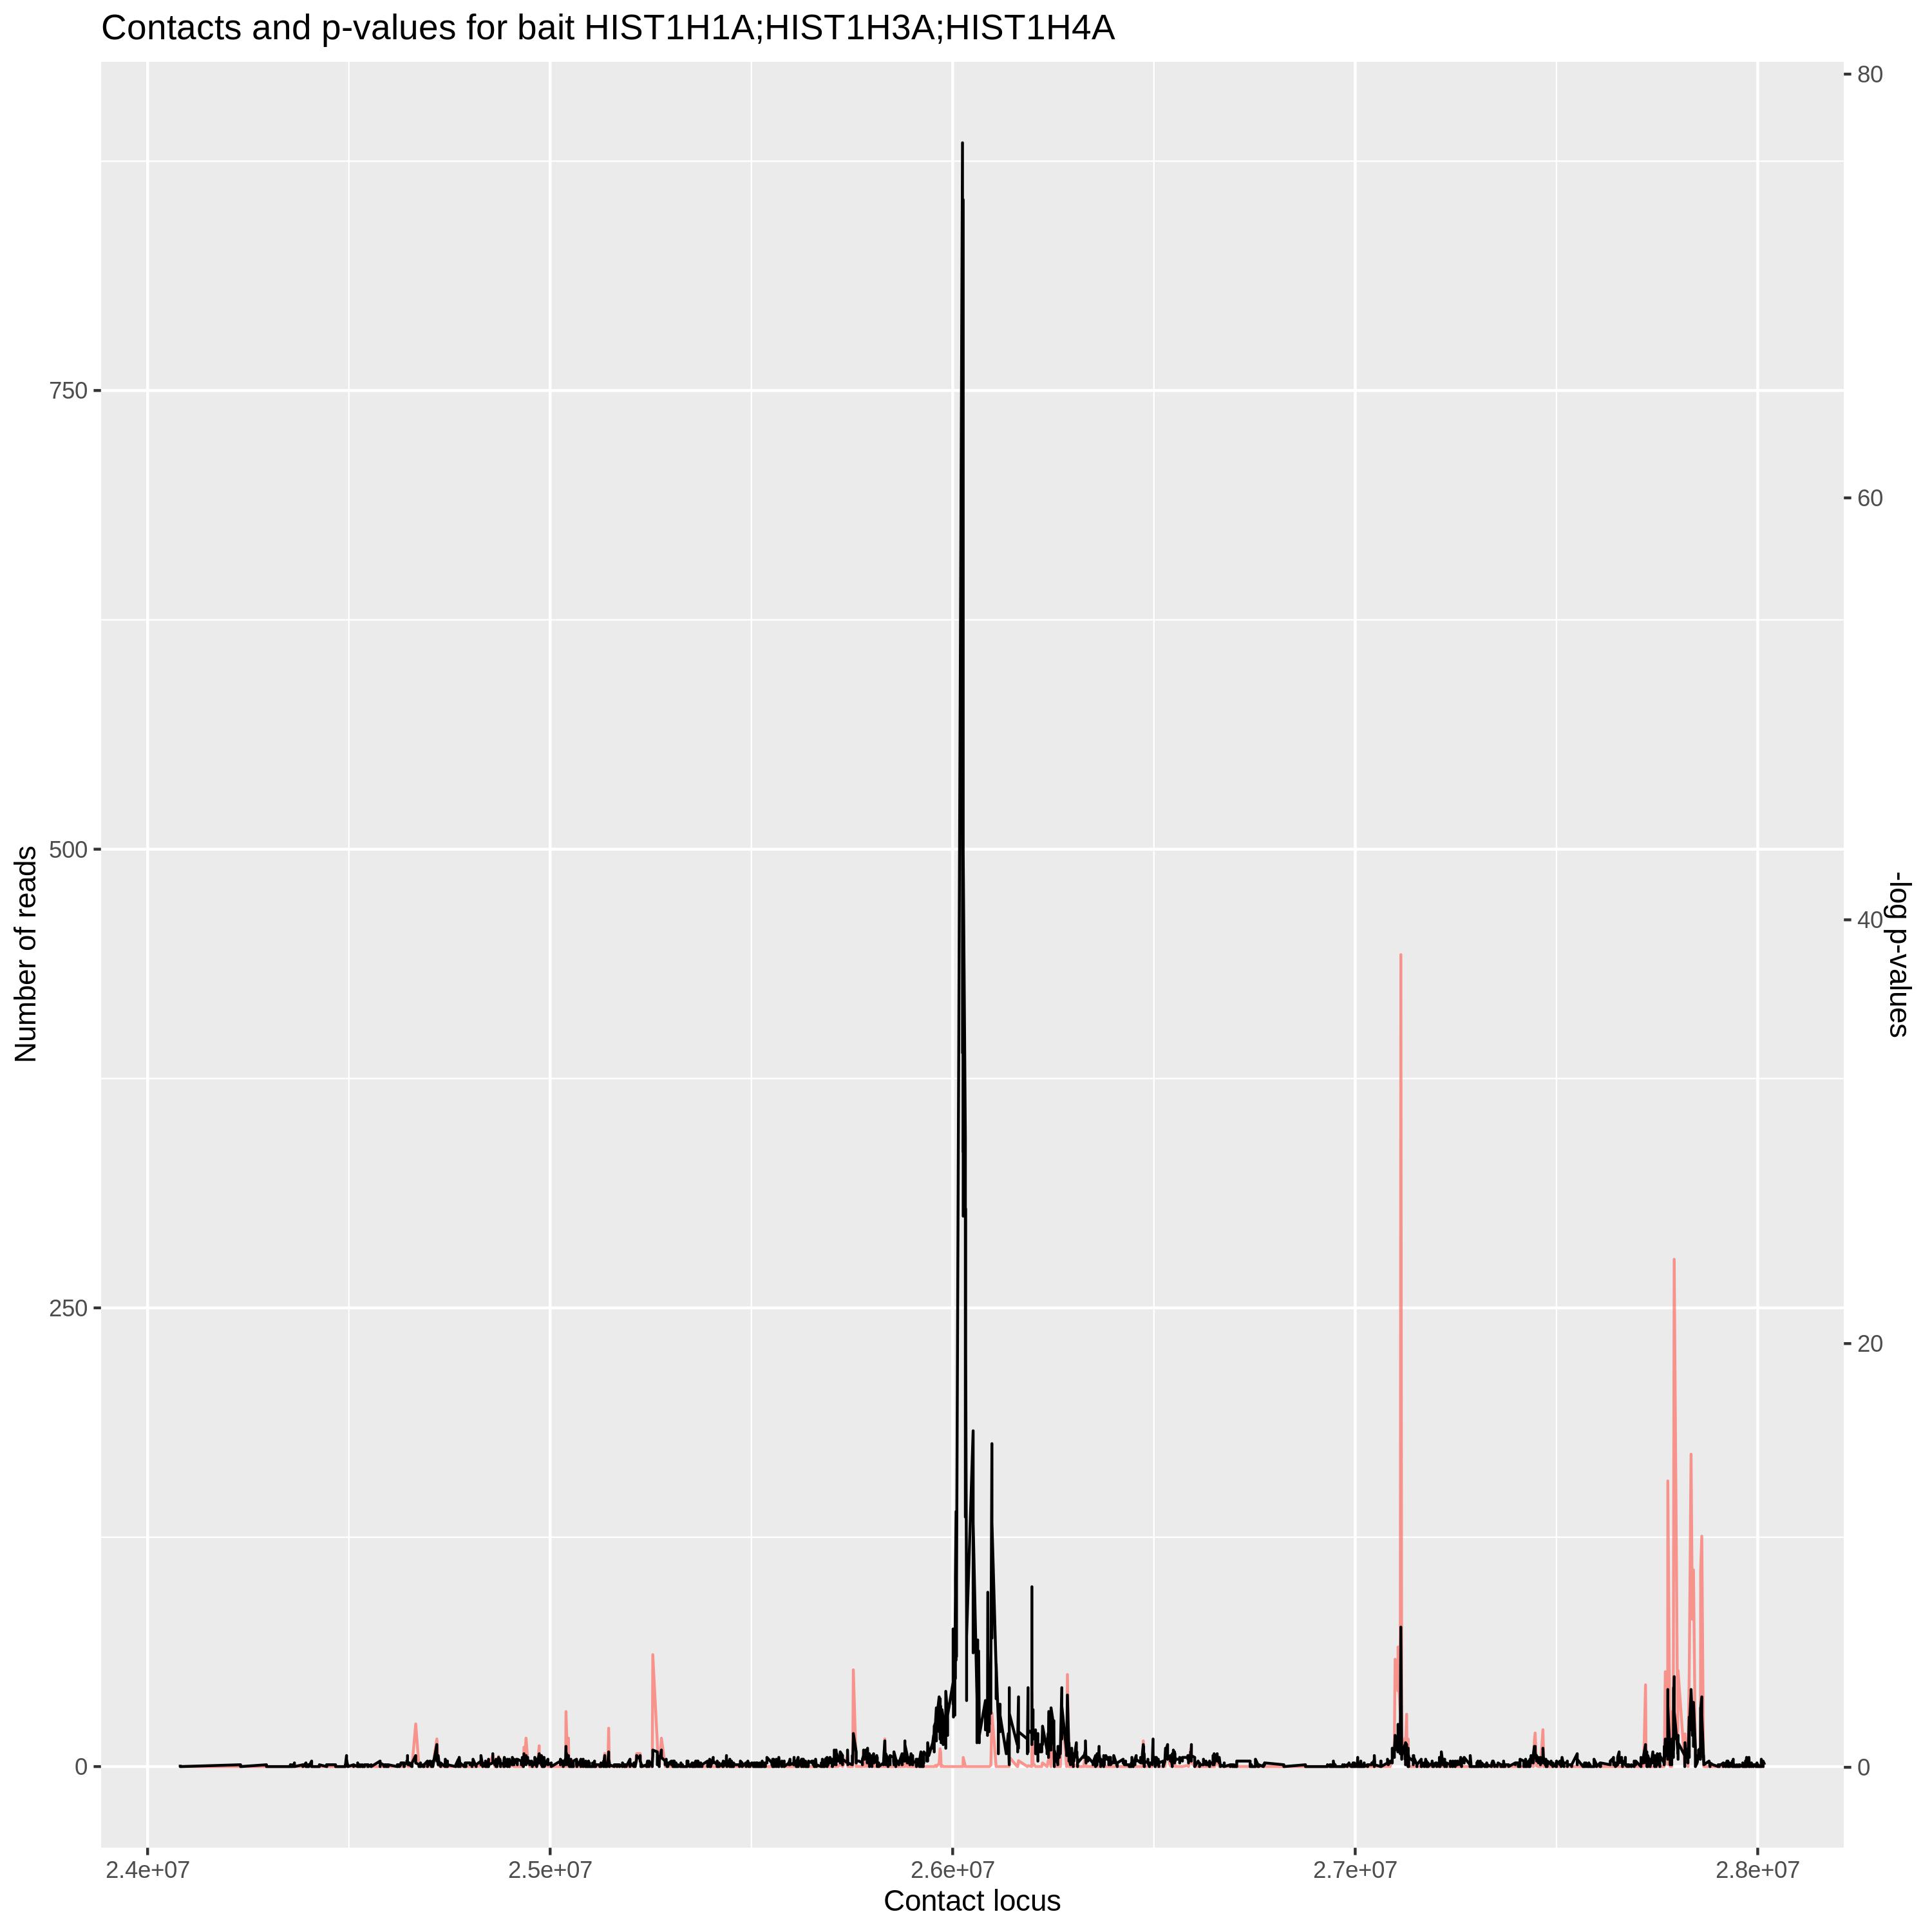 Contacts and p-values for bait HIST1H1A;HIST1H3A;HIST1H4A
80
750
60
500
40
Number of reads
-log p-values
250
20
0
0
2.4e+07 2.5e+07 2.6e+07 2.7e+07 2.8e+07
Contact locus